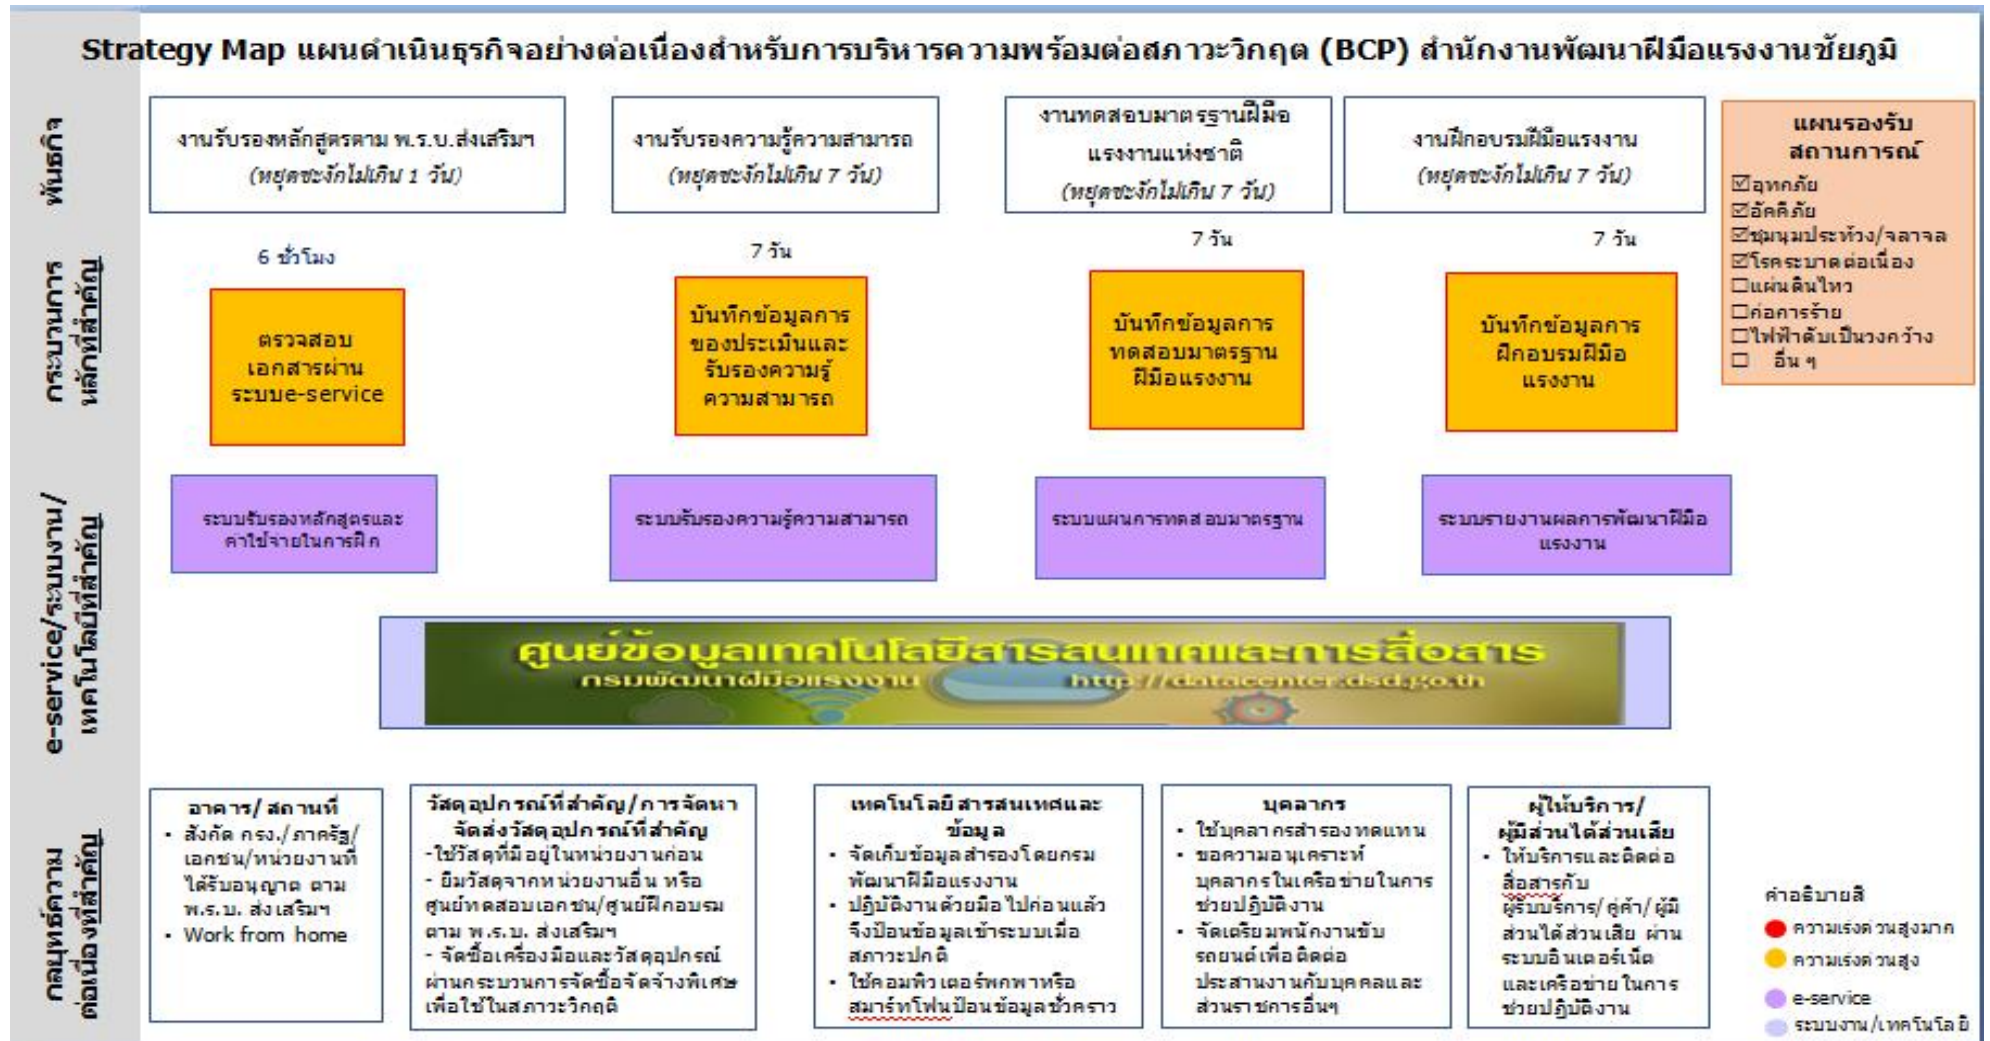 Strategy Map แผนดำเนินธุรกิจอย่างต่อเนื่องสำหรับการบริหารความพร้อมต่อสภาวะวิกฤต (BCP) สำนักงานพัฒนาฝีมือแรงงานชัยภูมิ
พันธกิจ
งานรับรองหลักสูตรตาม พ.ร.บ.ส่งเสริมฯ
(หยุดชะงักไม่เกิน 1 วัน)
งานรับรองความรู้ความสามารถ
(หยุดชะงักไม่เกิน 7 วัน)
งานทดสอบมาตรฐานฝีมือ
แรงงานแห่งชาติ
(หยุดชะงักไม่เกิน 7 วัน)
งานฝึกอบรมฝีมือแรงงาน
(หยุดชะงักไม่เกิน 7 วัน)
แผนรองรับ
สถานการณ์
☑อุทกภัย
☑อัคคีภัย
☑ชุมนุมประท้วง/จลาจล
☑โรคระบาดต่อเนื่อง
☐แผ่นดินไหว
☐ก่อการร้าย
☐ไฟฟ้าดับเป็นวงกว้าง
☐ อื่น ๆ
กระบวนการ
หลักที่สำคัญ
6 ชั่วโมง
ตรวจสอบ
เอกสารผ่าน
ระบบe-service
7 วัน
บันทึกข้อมูลการ
ของประเมินและ
รับรองความรู้
ความสามารถ
7 วัน
บันทึกข้อมูลการ
ทดสอบมาตรฐาน
ฝีมือแรงงาน
7 วัน
บันทึกข้อมูลการ
ฝึกอบรมฝีมือ
แรงงาน
e-service/ระบบงาน/
เทคโนโลยีที่สำคัญ
ระบบรับรองหลักสูตรและ
ค่าใช้จ่ายในการฝึก
ระบบรับรองความรู้ความสามารถ
ระบบแผนการทดสอบมาตรฐาน
ระบบรายงานผลการพัฒนาฝีมือ
แรงงาน
ศูนย์ข้อมูลเทคโนโลยีสารสนเทศและการสื่อสาร
กรมพัฒนาฝีมือแรงงาน http://datacenter.dsd.go.th
กลยุทธ์ความ
ต่อเนื่องที่สำคัญ
อาคาร/สถานที่
• สังกัด กรง./ภาครัฐ/
เอกชน/หน่วยงานที่
ได้รับอนุญาต ตาม
พ.ร.บ. ส่งเสริมฯ
• Work from home
วัสดุอุปกรณ์ที่สำคัญ/การจัดหา
จัดส่งวัสดุอุปกรณ์ที่สำคัญ
-ใช้วัสดุที่มีอยู่ในหน่วยงานก่อน
- ยืมวัสดุจากหน่วยงานอื่น หรือ
ศูนย์ทดสอบเอกชน/ศูนย์ฝึกอบรม
ตาม พ.ร.บ. ส่งเสริมฯ
- จัดซื้อเครื่องมือและวัสดุอุปกรณ์
ผ่านกระบวนการจัดซื้อจัดจ้างพิเศษ
เพื่อใช้ในสภาวะวิกฤติ
เทคโนโลยีสารสนเทศและ
ข้อมูล
• จัดเก็บข้อมูลสำรองโดยกรม
พัฒนาฝีมือแรงงาน
• ปฏิบัติงานด้วยมือไปก่อนแล้ว
จึงป้อนข้อมูลเข้าระบบเมื่อ
สภาวะปกติ
• ใช้คอมพิวเตอร์พกพาหรือ
สมาร์ทโฟนป้อนข้อมูลชั่วคราว
บุคลากร
• ใช้บุคลากรสำรองทดแทน
• ขอความอนุเคราะห์
บุคลากรในเครือข่ายในการ
ช่วยปฏิบัติงาน
• จัดเตรียมพนักงานขับ
รถยนต์เพื่อติดต่อ
ประสานงานกับบุคคลและ
ส่วนราชการอื่นๆ
ผู้ให้บริการ/
ผู้มีส่วนได้ส่วนเสีย
• ให้บริการและติดต่อ
สื่อสารกับ
ผู้รับบริการ/คู่ค้า/ผู้มี
ส่วนได้ส่วนเสีย ผ่าน
ระบบอินเตอร์เน็ต
และเครือข่ายในการ
ช่วยปฏิบัติงาน
คำอธิบายสี
ความเร่งด่วนสูงมาก
ความเร่งด่วนสูง
e-service
ระบบงาน/เทคโนโลยี